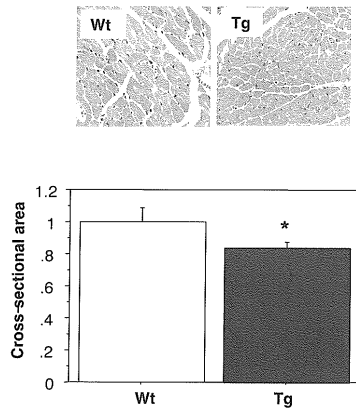 Wt
Tg
Cross-sectional area
1.2
1
.8
.6
.4
.2
0
*
Wt
Tg